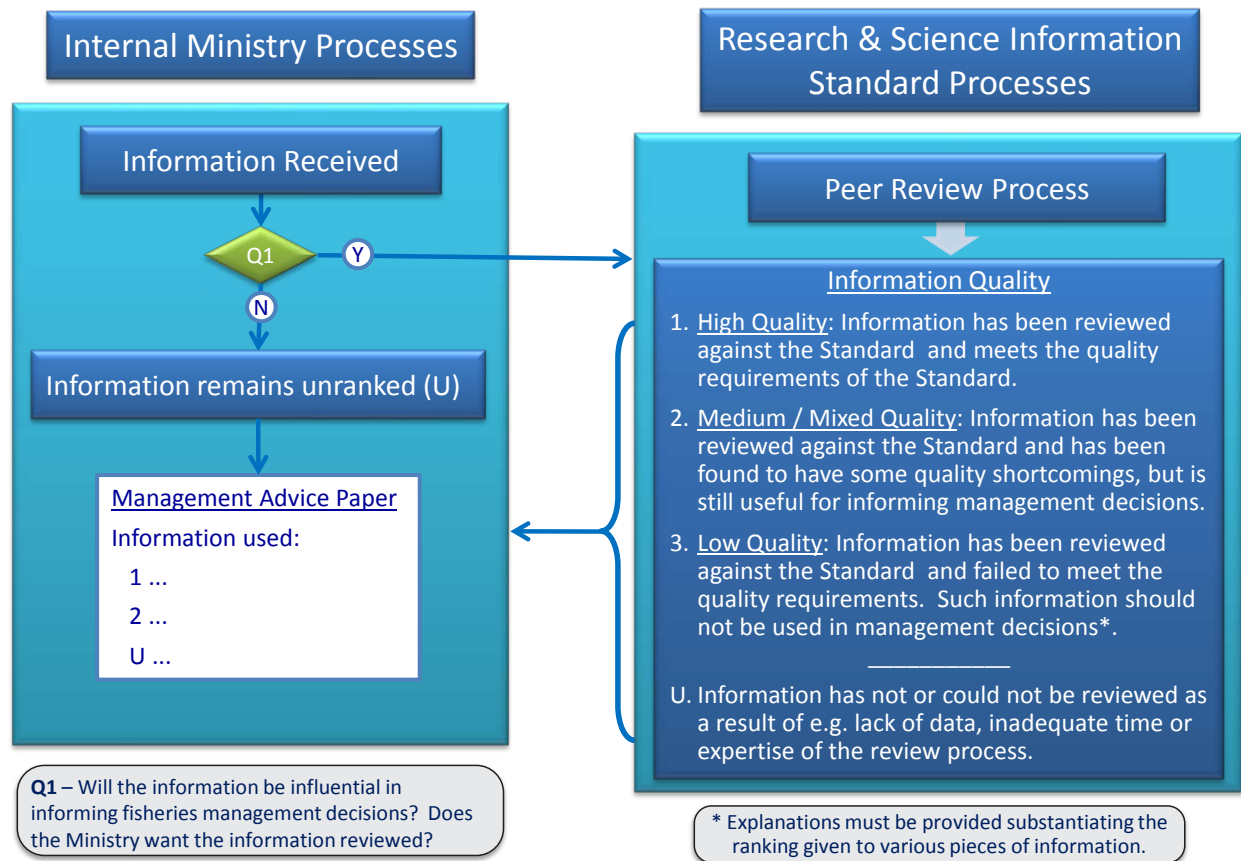 Internal Ministry Processes
Information Received
Q1
Y
N
Information remains unranked (U)
Management Advice Paper
Information used:
1 ...
2 ...
U ...
Q1 – Will the information be influential in
informing fisheries management decisions? Does
the Ministry want the information reviewed?
Research & Science Information
Standard Processes
Peer Review Process
Information Quality
1. High Quality: Information has been reviewed
against the Standard and meets the quality
requirements of the Standard.
2. Medium / Mixed Quality: Information has been
reviewed against the Standard and has been
found to have some quality shortcomings, but is
still useful for informing management decisions.
3. Low Quality: Information has been reviewed
against the Standard and failed to meet the
quality requirements. Such information should
not be used in management decisions*.
U. Information has not or could not be reviewed as
a result of e.g. lack of data, inadequate time or
expertise of the review process.
* Explanations must be provided substantiating the
ranking given to various pieces of information.